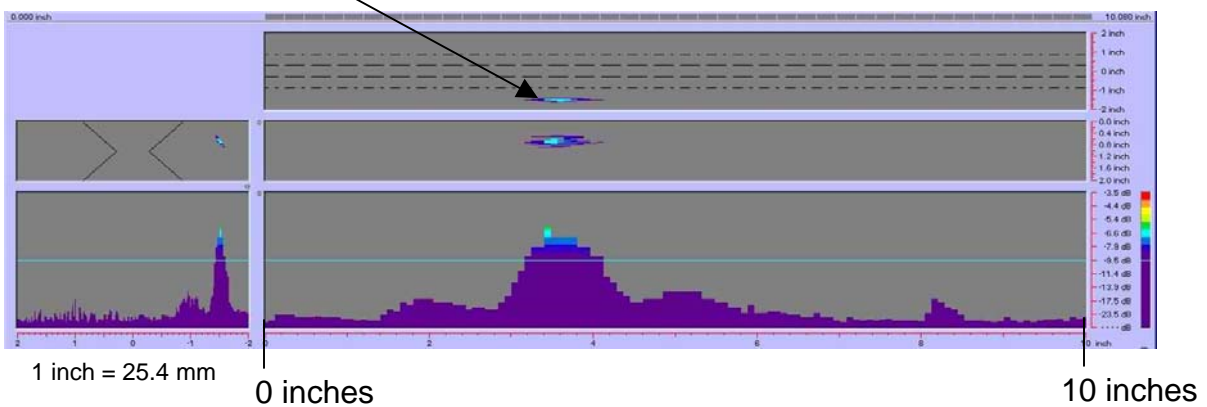 0.000 inch 10.080 inch
2 inch
1 inch
0 inch
-1 inch
-2 inch
0.0 inch
0.4 inch
0.8 inch
1.2 inch
1.6 inch
2.0 inch
-3.5 dB
-4.4 dB
-5.4 dB
-6.6 dB
-7.9 dB
-9.5 dB
-11.4 dB
-13.9 dB
-17.5 dB
-23.5 dB
---- dB
2 1 0 -1 -2 2 4 6 8 10 inch
1 inch = 25.4 mm
0 inches
10 inches